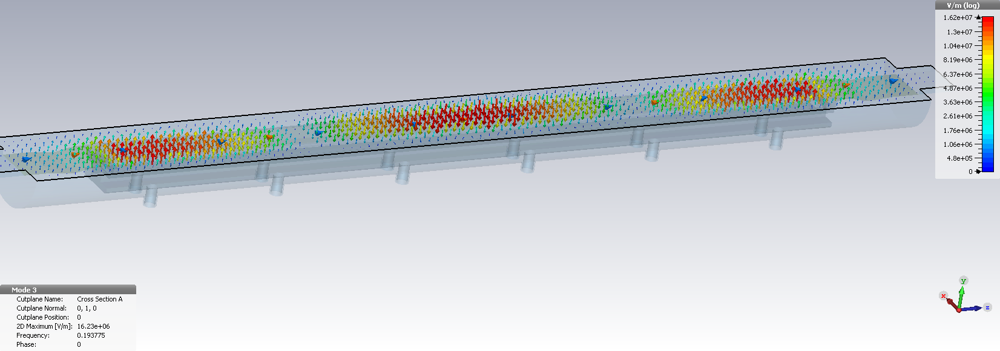 V/m (log)
1.62e+07
1.3e+07
1.04e+07
8.19e+06
6.37e+06
4.87e+06
3.63e+06
2.61e+06
1.76e+06
1.06e+06
4.8e+05
0
y
x
z
Mode 3
Cutplane Name: Cross Section A
Cutplane Normal: 0, 1, 0
Cutplane Position: 0
2D Maximum [V/m]: 16.23e+06
Frequency: 0.193775
Phase: 0